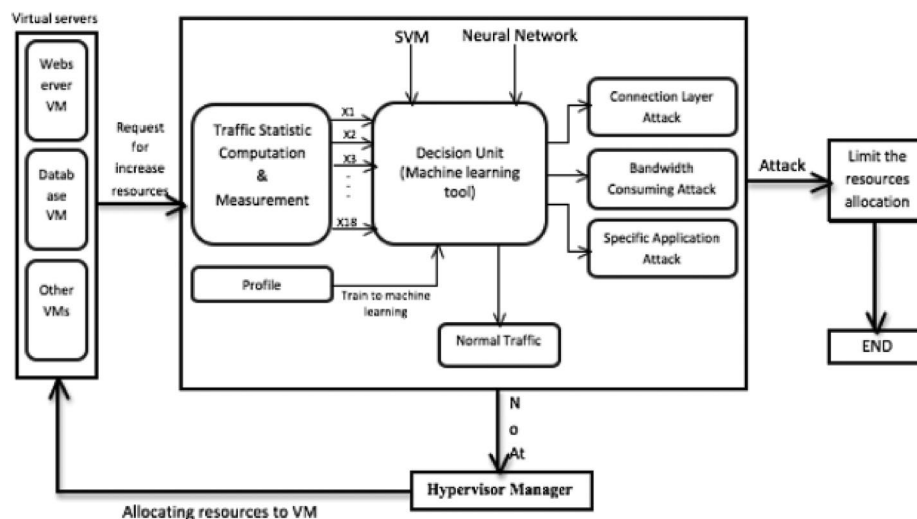 Virtual servers
Webs
erver
VM
Datab
ase VM
Other
VMs
Request
for
increase
resources
SVM
Neural Network
Traffic Statistic
Computation
&
Measurement
X1
X2
X3
X18
Decision Unit
(Machine learning
tool)
Profile
Train to machine
learning
Normal Traffic
Connection Layer
Attack
Bandwidth
Consuming Attack
Specific Application
Attack
Attack
Limit the
resources
allocation
END
N
o
At
Hypervisor Manager
Allocating resources to VM